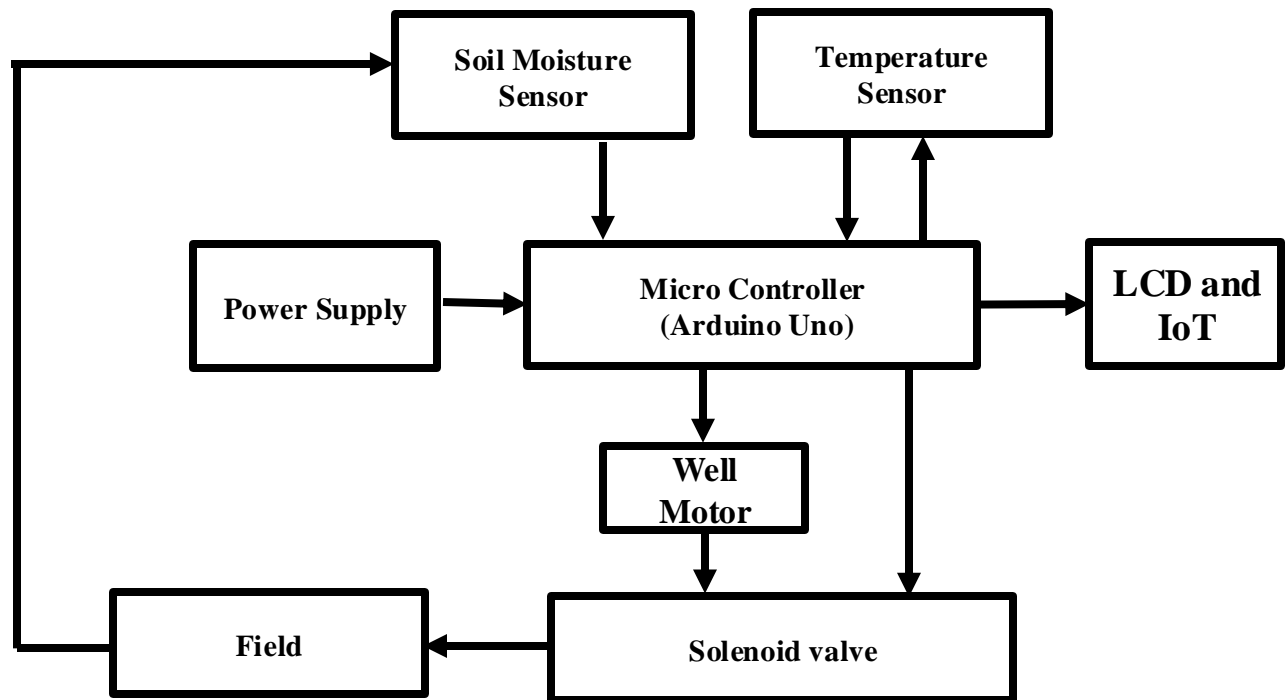 Soil Moisture
Sensor
Temperature
Sensor
Power Supply
Micro Controller
(Arduino Uno)
LCD and
IoT
Well
Motor
Field
Solenoid valve